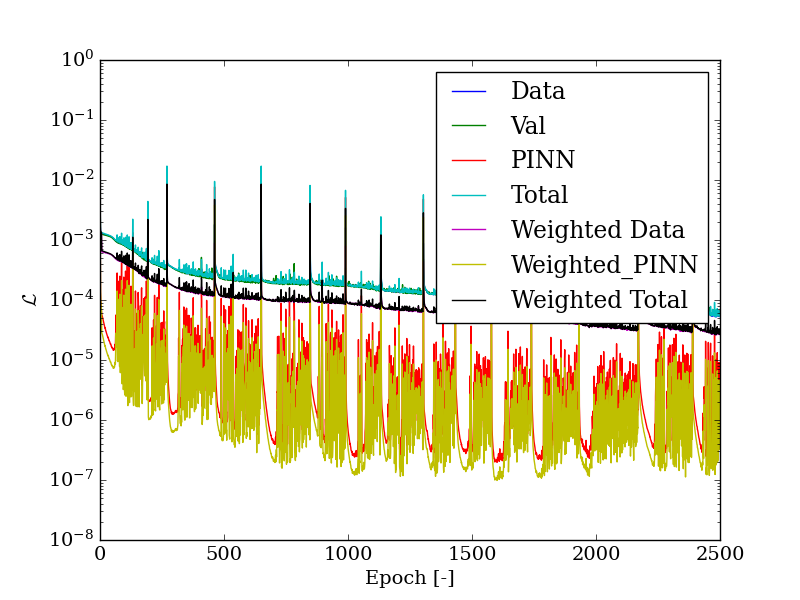 10^0
10^-1
10^-2
10^-3
10^-4
10^-5
10^-6
10^-7
10^-8
ℒ
0
500
1000
1500
2000
2500
Epoch [-]
Data
Val
PINN
Total
Weighted Data
Weighted_PINN
Weighted Total